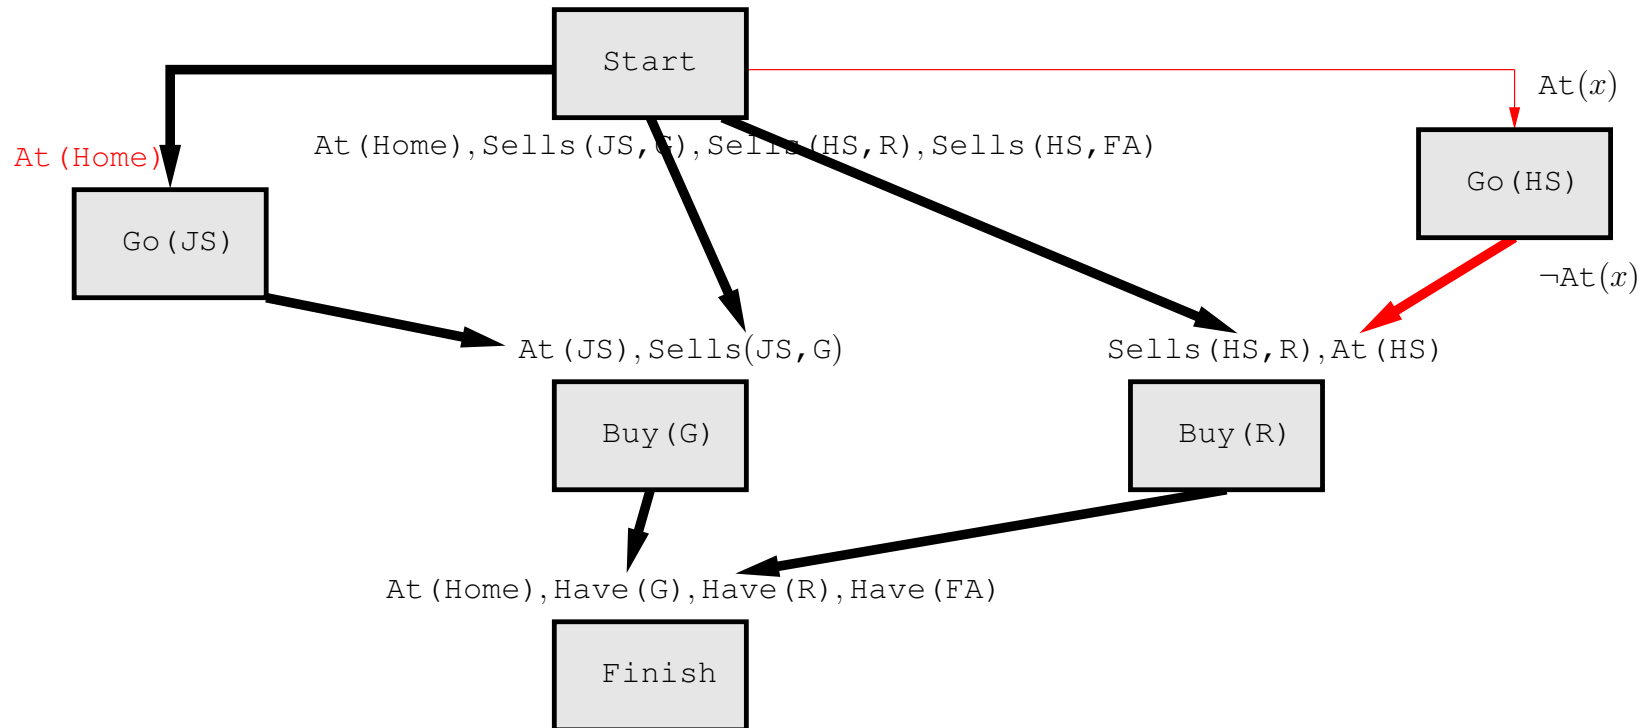 Start
At(x)
At(Home)
At(Home),Sells(JS,G),Sells(HS,R),Sells(HS,FA)
Go(HS)
Go(JS)
¬At(x)
At(JS),Sells(JS,G)
Sells(HS,R),At(HS)
Buy(G)
Buy(R)
At(Home),Have(G),Have(R),Have(FA)
Finish